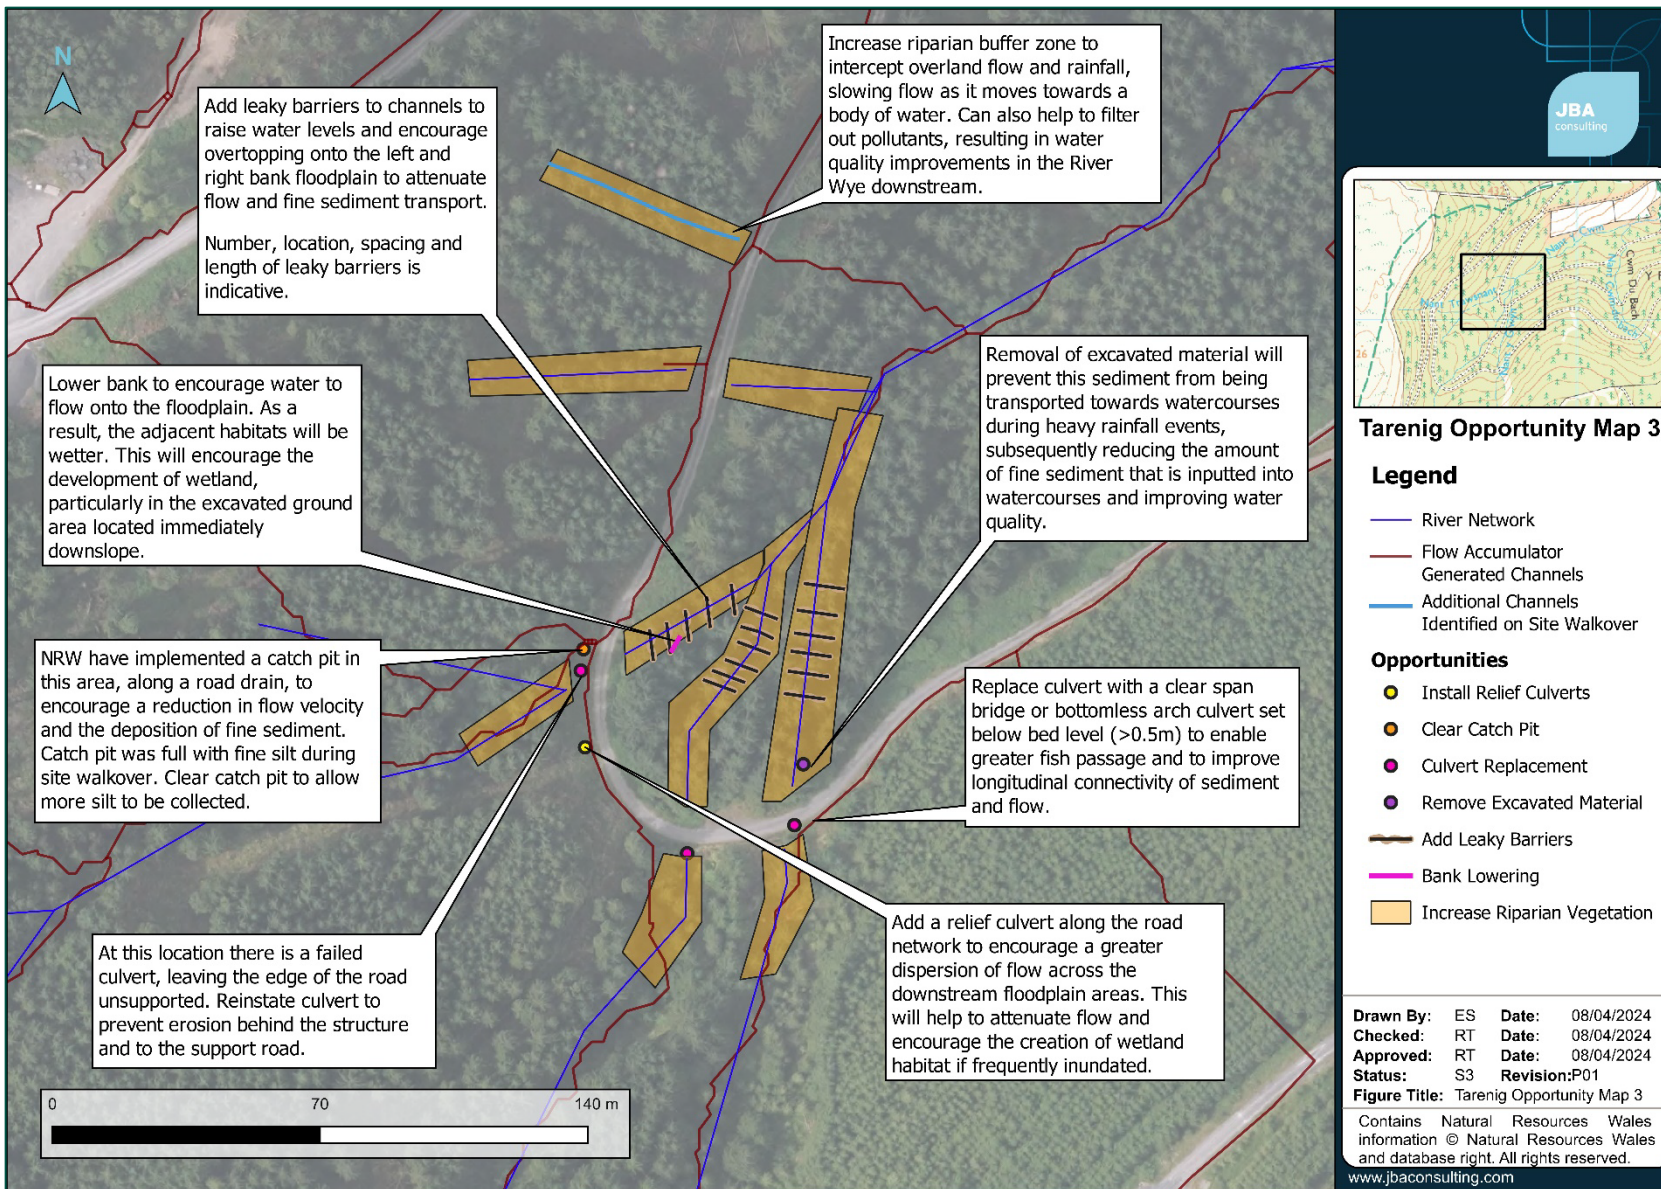 N
Add leaky barriers to channels to
raise water levels and encourage
overtopping onto the left and
right bank floodplain to attenuate
flow and fine sediment transport.
Number, location, spacing and
length of leaky barriers is
indicative.
Increase riparian buffer zone to
intercept overland flow and rainfall,
slowing flow as it moves towards a
body of water. Can also help to filter
out pollutants, resulting in water
quality improvements in the River
Wye downstream.
Lower bank to encourage water to
flow onto the floodplain. As a
result, the adjacent habitats will be
wetter. This will encourage the
development of wetland,
particularly in the excavated ground
area located immediately
downslope.
Removal of excavated material will
prevent this sediment from being
transported towards watercourses
during heavy rainfall events,
subsequently reducing the amount
of fine sediment that is inputted into
watercourses and improving water
quality.
NRW have implemented a catch pit in
this area, along a road drain, to
encourage a reduction in flow velocity
and the deposition of fine sediment.
Catch pit was full with fine silt during
site walkover. Clear catch pit to allow
more silt to be collected.
Replace culvert with a clear span
bridge or bottomless arch culvert set
below bed level (>0.5m) to enable
greater fish passage and to improve
longitudinal connectivity of sediment
and flow.
At this location there is a failed
culvert, leaving the edge of the road
unsupported. Reinstate culvert to
prevent erosion behind the structure
and to the support road.
Add a relief culvert along the road
network to encourage a greater
dispersion of flow across the
downstream floodplain areas. This
will help to attenuate flow and
encourage the creation of wetland
habitat if frequently inundated.
0 70 140 m
JBA
consulting
Nant Y Cwm
Cwm Du Bach
26
Tarenig Opportunity Map 3
Legend
River Network
Flow Accumulator
Generated Channels
Additional Channels
Identified on Site Walkover
Opportunities
Install Relief Culverts
Clear Catch Pit
Culvert Replacement
Remove Excavated Material
Add Leaky Barriers
Bank Lowering
Increase Riparian Vegetation
Drawn By: ES Date: 08/04/2024
Checked: RT Date: 08/04/2024
Approved: RT Date: 08/04/2024
Status: S3 Revision:P01
Figure Title: Tarenig Opportunity Map 3
Contains Natural Resources Wales
information © Natural Resources Wales
and database right. All rights reserved.
www.jbaconsulting.com